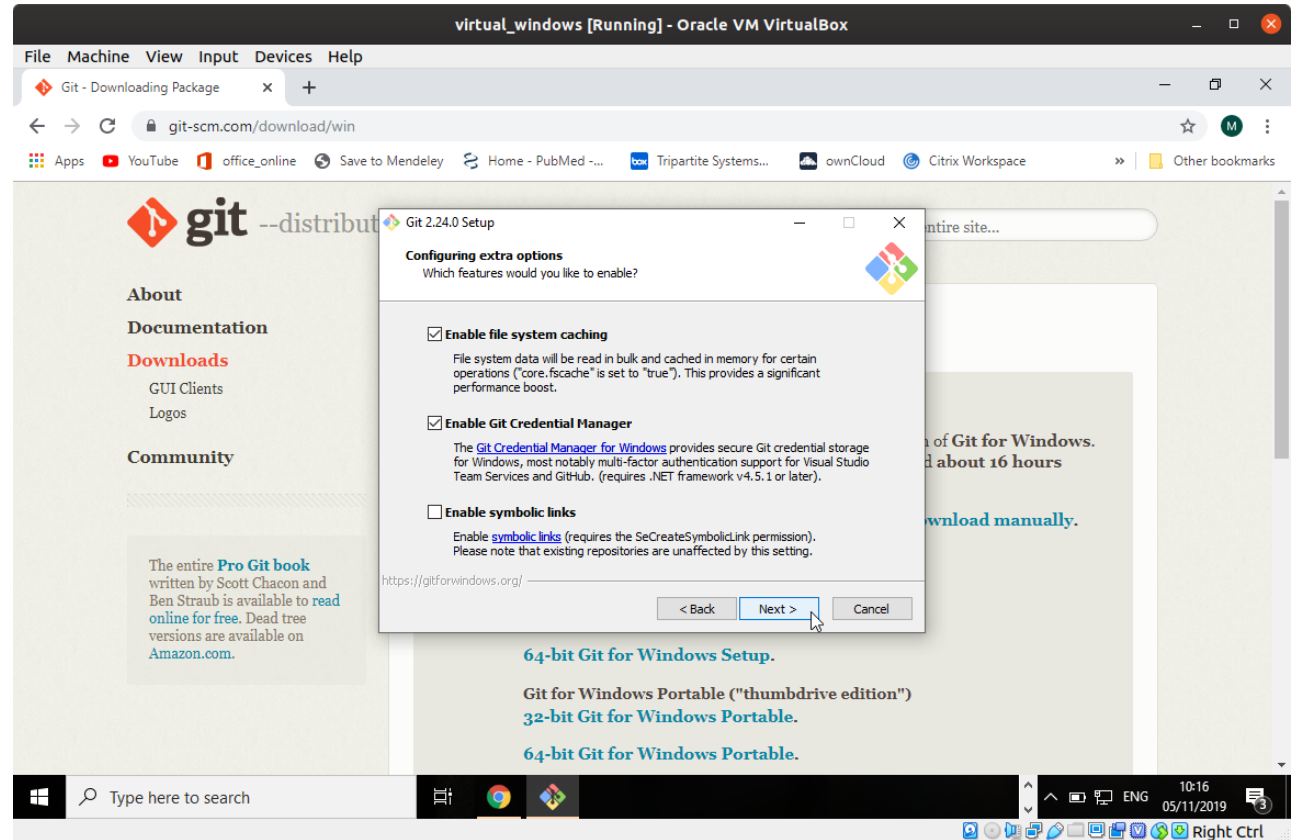 virtual_windows [Running] - Oracle VM VirtualBox
File Machine View Input Devices Help
Git - Downloading Package
git-scm.com/download/win
M
Apps YouTube office_online Save to Mendeley Home - PubMed -... box Tripartite Systems... ownCloud Citrix Workspace » Other bookmarks
git --distribut
ntire site...
About
Documentation
Downloads
GUI Clients
Logos
Community
The entire Pro Git book
written by Scott Chacon and
Ben Straub is available to read
online for free. Dead tree
versions are available on
Amazon.com.
Git 2.24.0 Setup
Configuring extra options
Which features would you like to enable?
Enable file system caching
File system data will be read in bulk and cached in memory for certain
operations ("core.fscache" is set to "true"). This provides a significant
performance boost.
Enable Git Credential Manager
The Git Credential Manager for Windows provides secure Git credential storage
for Windows, most notably multi-factor authentication support for Visual Studio
Team Services and GitHub. (requires .NET framework v4.5.1 or later).
Enable symbolic links
Enable symbolic links (requires the SeCreateSymbolicLink permission).
Please note that existing repositories are unaffected by this setting.
https://gitforwindows.org/
< Back Next > Cancel
of Git for Windows.
about 16 hours
wnload manually.
64-bit Git for Windows Setup.
Git for Windows Portable ("thumbdrive edition")
32-bit Git for Windows Portable.
64-bit Git for Windows Portable.
Type here to search
ENG
10:16
05/11/2019
3
Right Ctrl